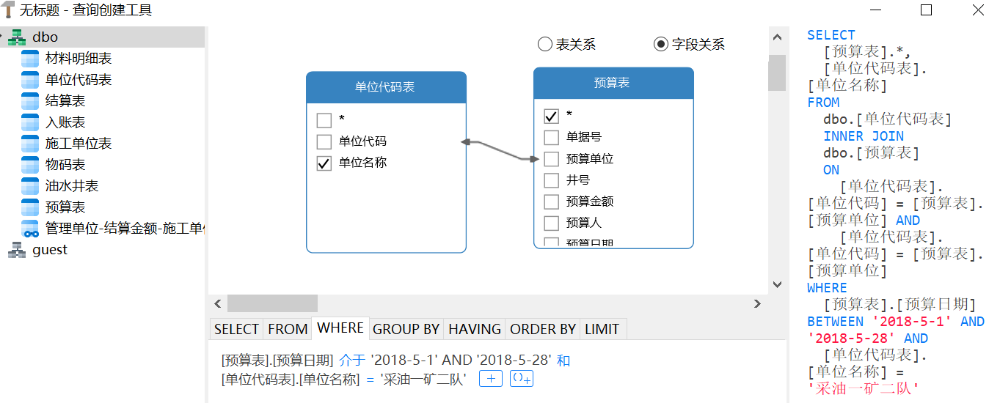 无标题 - 查询创建工具
dbo
材料明细表
单位代码表
结算表
入账表
施工单位表
物码表
油水井表
预算表
管理单位-结算金额-施工单
guest
表关系
字段关系
单位代码表
*
单位代码
单位名称
预算表
*
单据号
预算单位
井号
预算金额
预算人
预算日期
SELECT FROM WHERE GROUP BY HAVING ORDER BY LIMIT
[预算表].[预算日期] 介于 '2018-5-1' AND '2018-5-28' 和
[单位代码表].[单位名称] = '采油一矿二队' + ()+
SELECT
[预算表].*,
[单位代码表].
[单位名称]
FROM
dbo.[单位代码表]
INNER JOIN
dbo.[预算表]
ON
[单位代码表].
[单位代码] = [预算表].
[预算单位] AND
[单位代码表].
[单位代码] = [预算表].
[预算单位]
WHERE
[预算表].[预算日期]
BETWEEN '2018-5-1' AND
'2018-5-28' AND
[单位代码表].
[单位名称] =
'采油一矿二队'